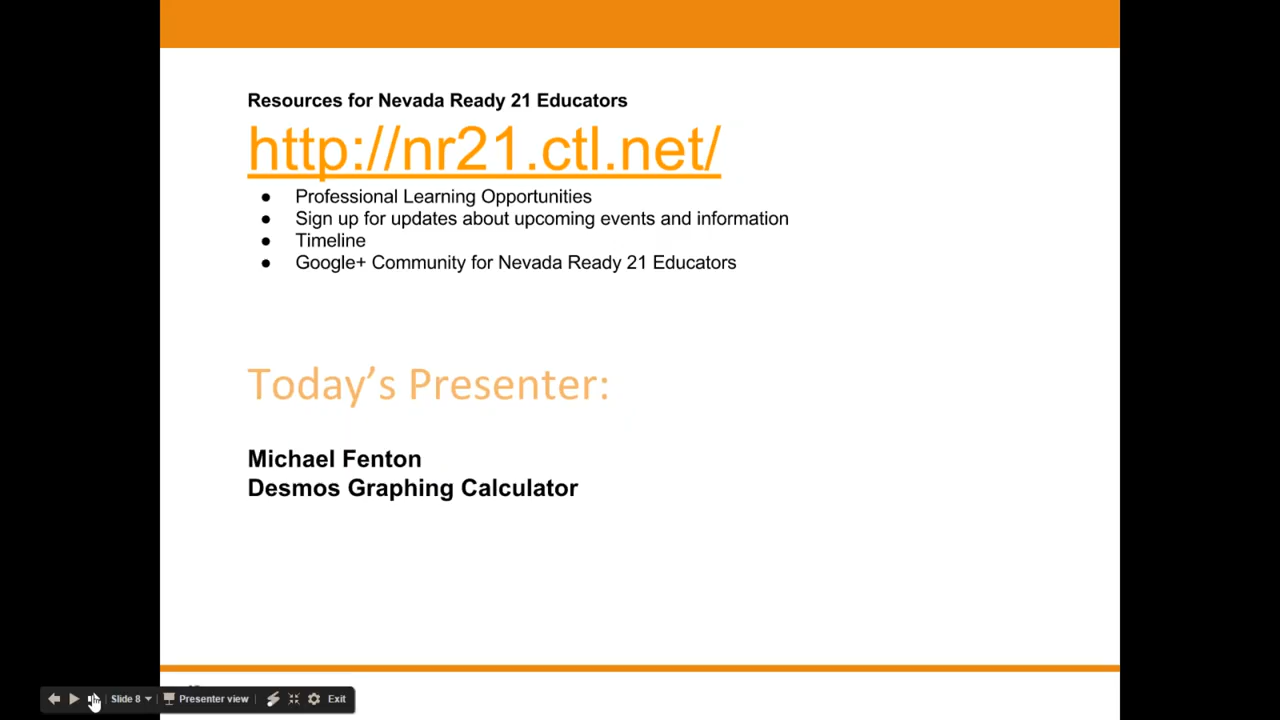 Resources for Nevada Ready 21 Educators
http://nr21.ctl.net/
● Professional Learning Opportunities
● Sign up for updates about upcoming events and information
● Timeline
● Google+ Community for Nevada Ready 21 Educators
Today’s Presenter:
Michael Fenton
Desmos Graphing Calculator
Slide 8 Presenter view Exit